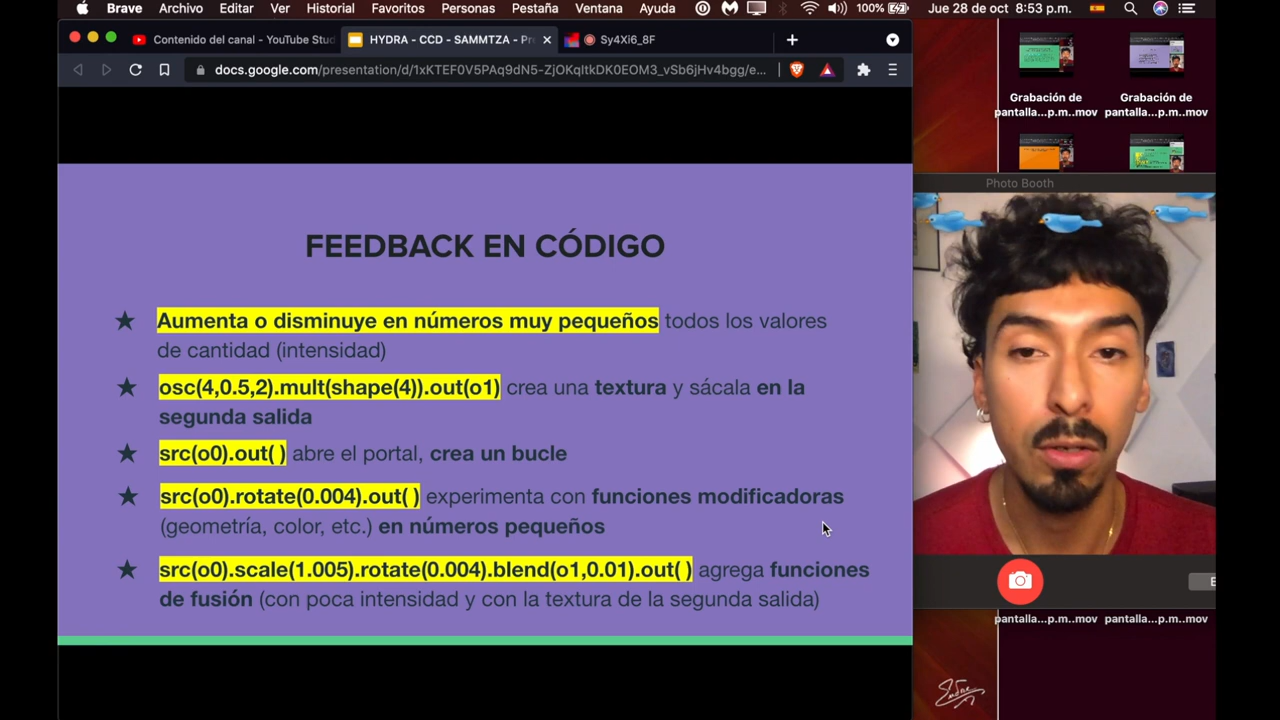 Brave Archivo Editar Ver Historial Favoritos Personas Pestaña Ventana Ayuda 100% Jue 28 de oct 8:53 p.m.
Contenido del canal - YouTube Stud
HYDRA - CCD - SAMMTZA - Pr
Sy4Xi6_8F
docs.google.com/presentation/d/1xKTEF0V5PAq9dN5-ZjOKqltkDK0EOM3_vSb6jHv4bgg/e...
Grabación de pantalla...p.m..mov
Grabación de pantalla...p.m..mov
Photo Booth
FEEDBACK EN CÓDIGO
★ Aumenta o disminuye en números muy pequeños todos los valores
de cantidad (intensidad)
★ osc(4,0.5,2).mult(shape(4)).out(o1) crea una textura y sácala en la
segunda salida
★ src(o0).out( ) abre el portal, crea un bucle
★ src(o0).rotate(0.004).out( ) experimenta con funciones modificadoras
(geometría, color, etc.) en números pequeños
★ src(o0).scale(1.005).rotate(0.004).blend(o1,0.01).out( ) agrega funciones
de fusión (con poca intensidad y con la textura de la segunda salida)
E
pantalla...p.m..mov pantalla...p.m..mov